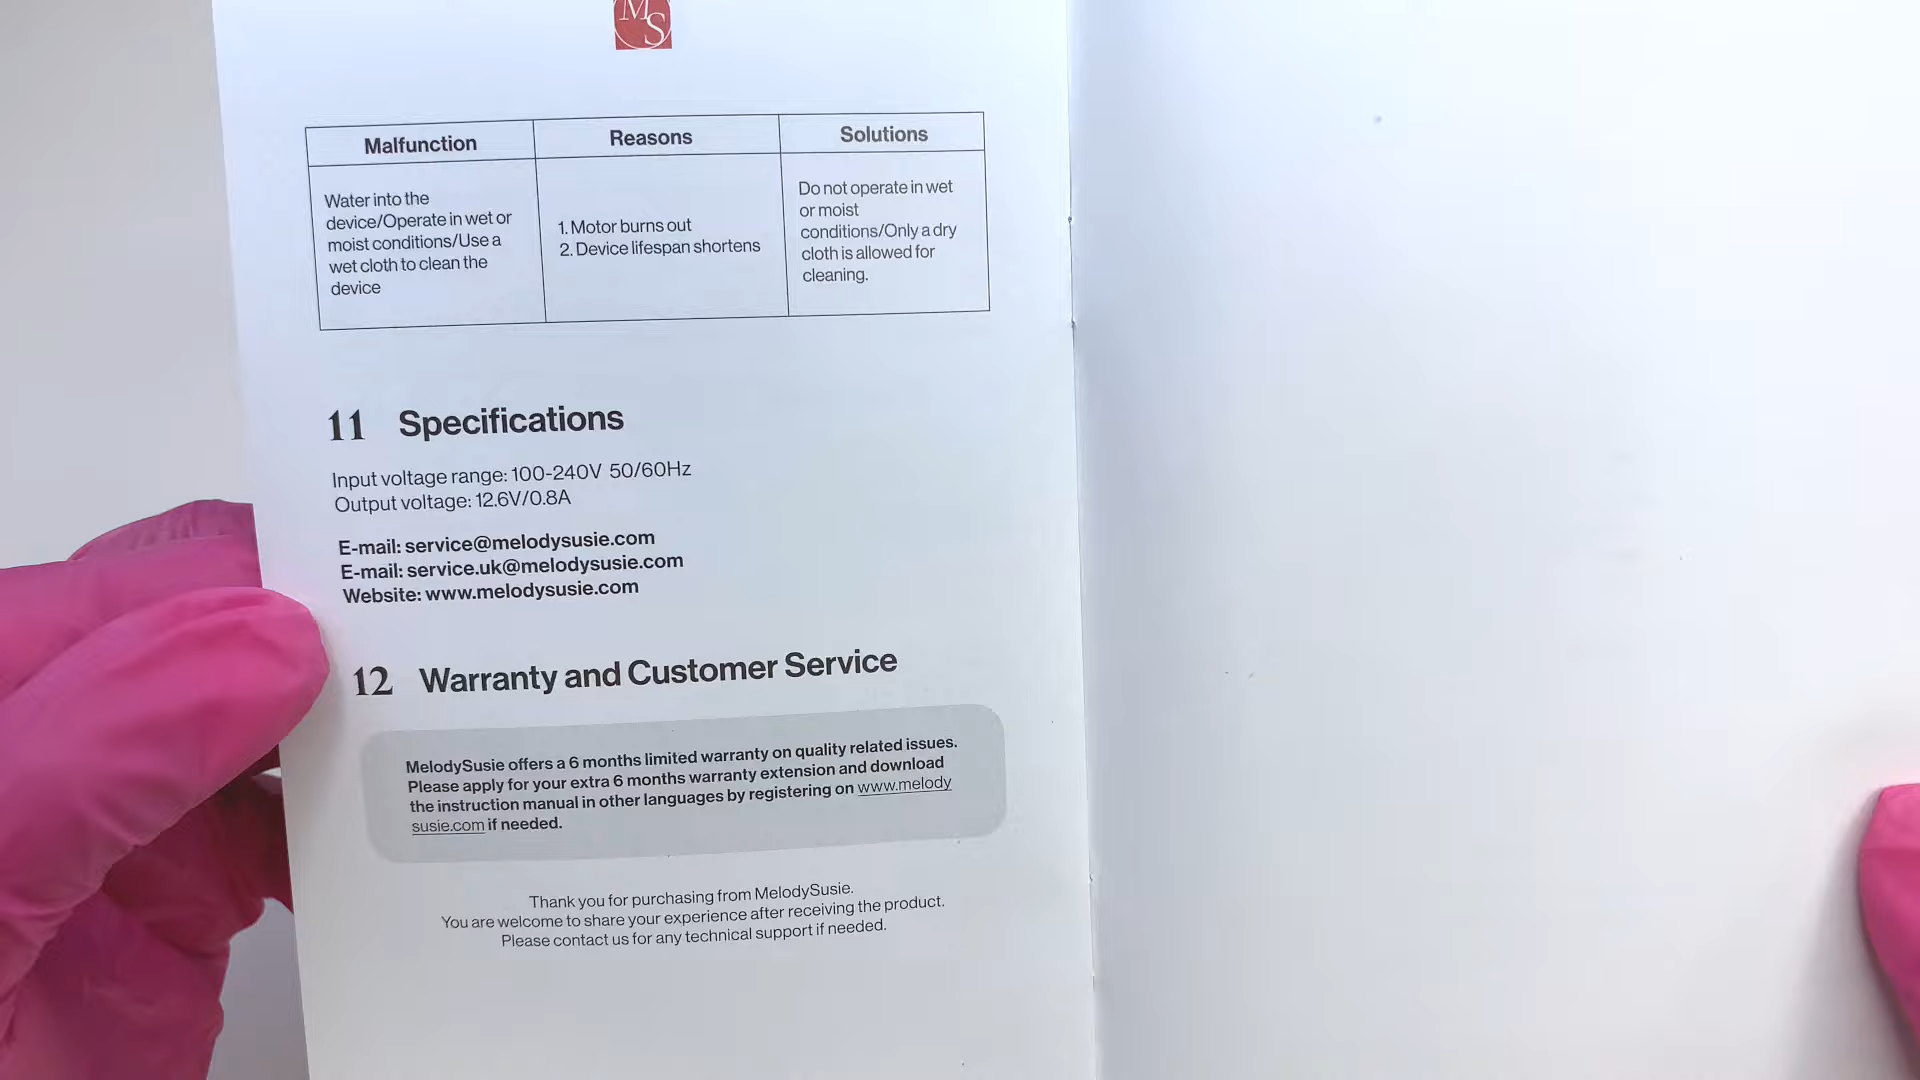 MS
Malfunction
Reasons
Solutions
Water into the
device/Operate in wet or
moist conditions/Use a
wet cloth to clean the
device
1. Motor burns out
2. Device lifespan shortens
Do not operate in wet
or moist
conditions/Only a dry
cloth is allowed for
cleaning.
11 Specifications
Input voltage range: 100-240V 50/60Hz
Output voltage: 12.6V/0.8A
E-mail: service@melodysusie.com
E-mail: service.uk@melodysusie.com
Website: www.melodysusie.com
12 Warranty and Customer Service
MelodySusie offers a 6 months limited warranty on quality related issues.
Please apply for your extra 6 months warranty extension and download
the instruction manual in other languages by registering on www.melody
susie.com if needed.
Thank you for purchasing from MelodySusie.
You are welcome to share your experience after receiving the product.
Please contact us for any technical support if needed.